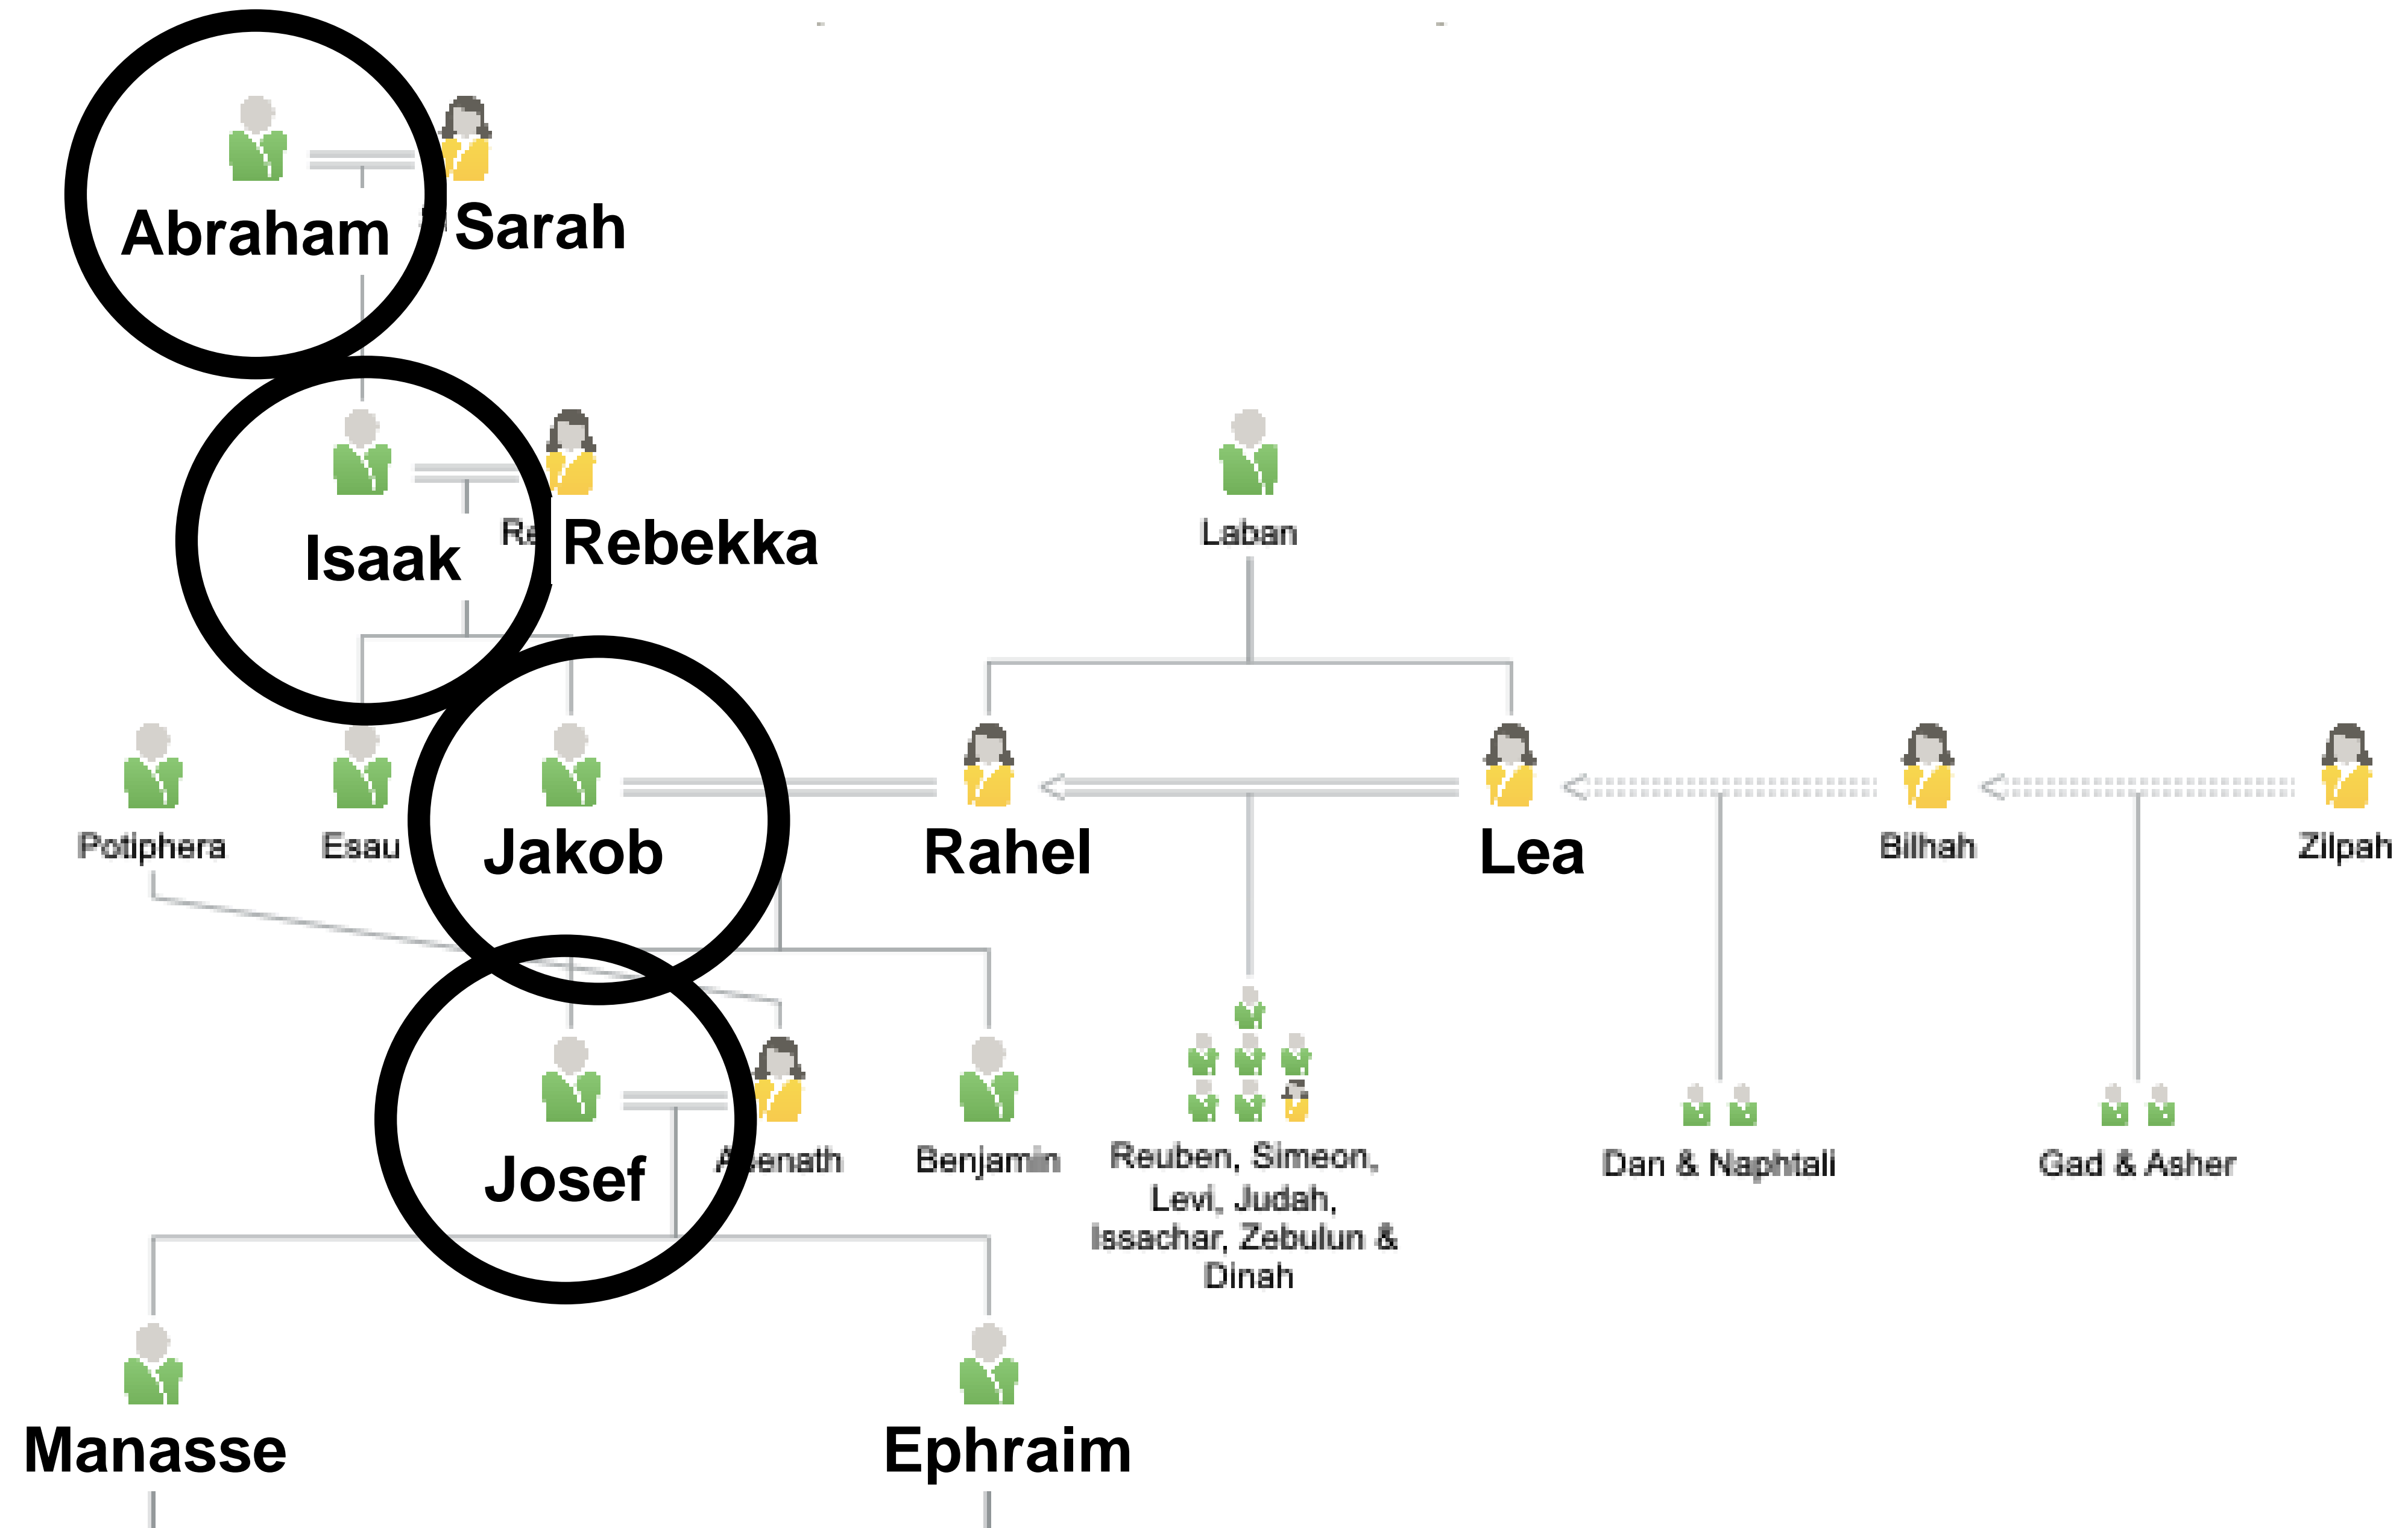 Abraham
Sarah
Isaak
Rebekka
Laban
Potiphera
Esau
Jakob
Rahel
Lea
Bilhah
Zilpah
Josef
Benjamin
Reuben, Simeon,
Levi, Judah,
Issachar, Zebulun &
Dinah
Dan & Naphtali
Gad & Asher
Manasse
Ephraim